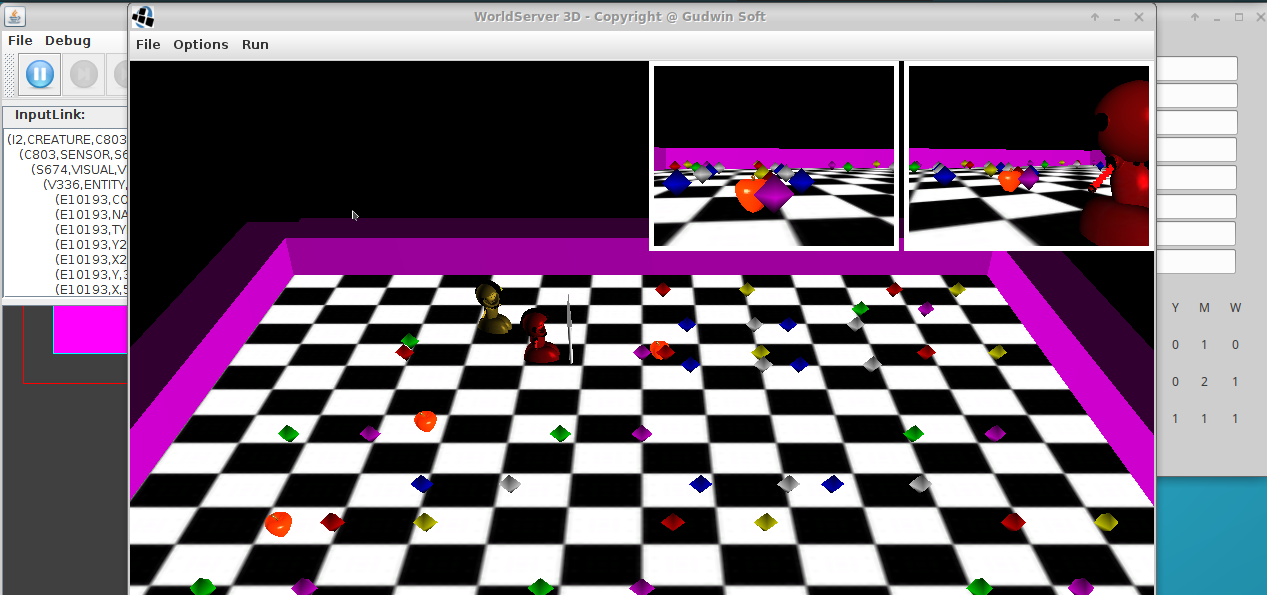 WorldServer 3D - Copyright @ Gudwin Soft
File Debug
File Options Run
InputLink:
(I2,CREATURE,C803
(C803,SENSOR,S6
(S674,VISUAL,V
(V336,ENTITY,
(E10193,CO
(E10193,NA
(E10193,TY
(E10193,Y2
(E10193,X2
(E10193,Y,3
(E10193,X,5
Y M W
0 1 0
0 2 1
1 1 1